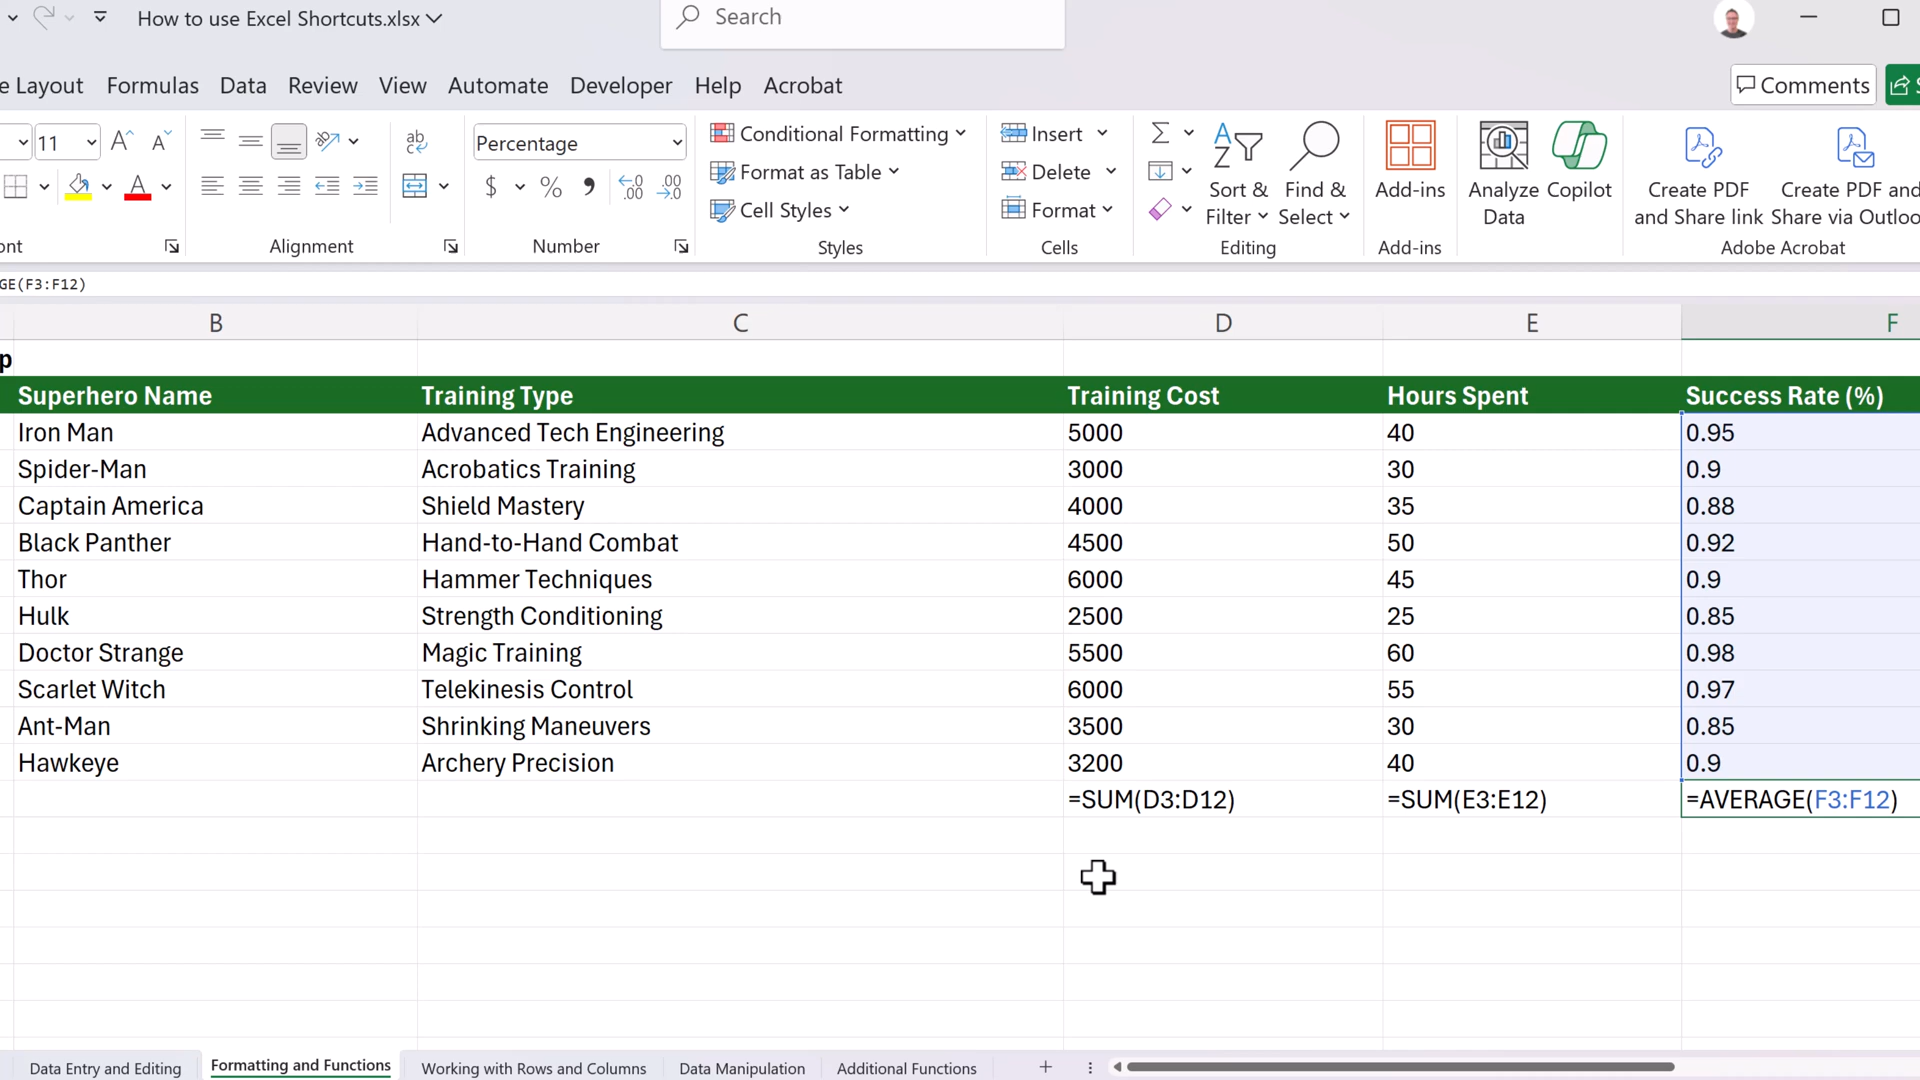 How to use Excel Shortcuts.xlsx
Search
e Layout Formulas Data Review View Automate Developer Help Acrobat
Comments S
11
ab
c
Percentage
Conditional Formatting
Insert
Format as Table
Delete
Cell Styles
Format
Sort & Filter
Find & Select
Add-ins
Analyze Data
Copilot
Create PDF and Share link
Create PDF and Share via Outloo
ont Alignment Number Styles Cells Editing Add-ins Adobe Acrobat
GE(F3:F12)
B C D E F
p
Superhero Name Training Type Training Cost Hours Spent Success Rate (%)
Iron Man Advanced Tech Engineering 5000 40 0.95
Spider-Man Acrobatics Training 3000 30 0.9
Captain America Shield Mastery 4000 35 0.88
Black Panther Hand-to-Hand Combat 4500 50 0.92
Thor Hammer Techniques 6000 45 0.9
Hulk Strength Conditioning 2500 25 0.85
Doctor Strange Magic Training 5500 60 0.98
Scarlet Witch Telekinesis Control 6000 55 0.97
Ant-Man Shrinking Maneuvers 3500 30 0.85
Hawkeye Archery Precision 3200 40 0.9
=SUM(D3:D12) =SUM(E3:E12) =AVERAGE(F3:F12)
Data Entry and Editing Formatting and Functions Working with Rows and Columns Data Manipulation Additional Functions